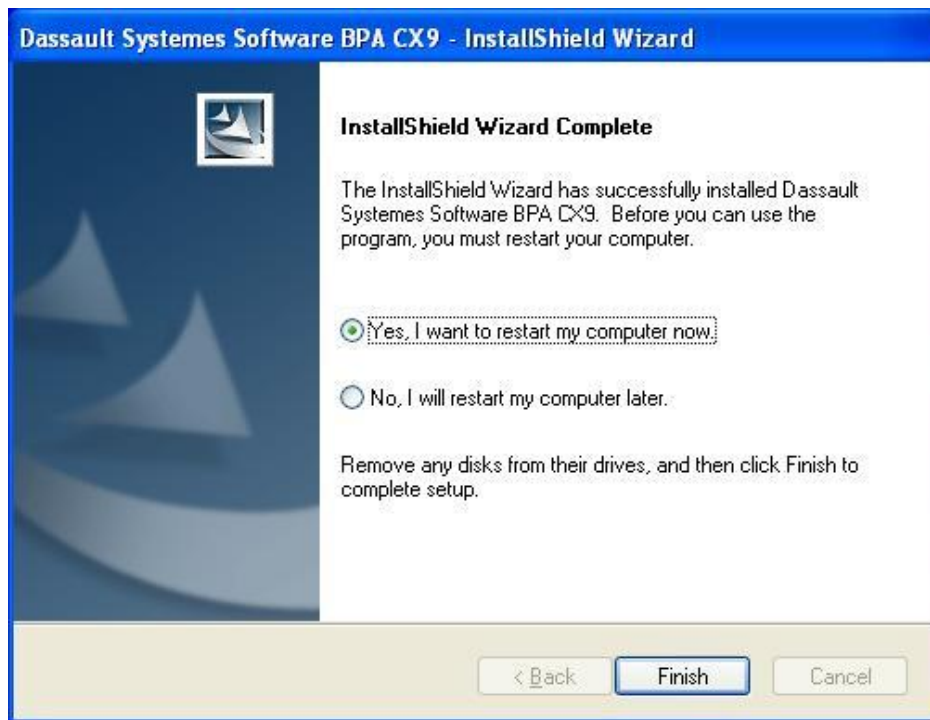 Dassault Systemes Software BPA CX9 - InstallShield Wizard
InstallShield Wizard Complete
The InstallShield Wizard has successfully installed Dassault
Systemes Software BPA CX9.  Before you can use the
program, you must restart your computer.
Yes, I want to restart my computer now.
No, I will restart my computer later.
Remove any disks from their drives, and then click Finish to
complete setup.
< Back
Finish
Cancel